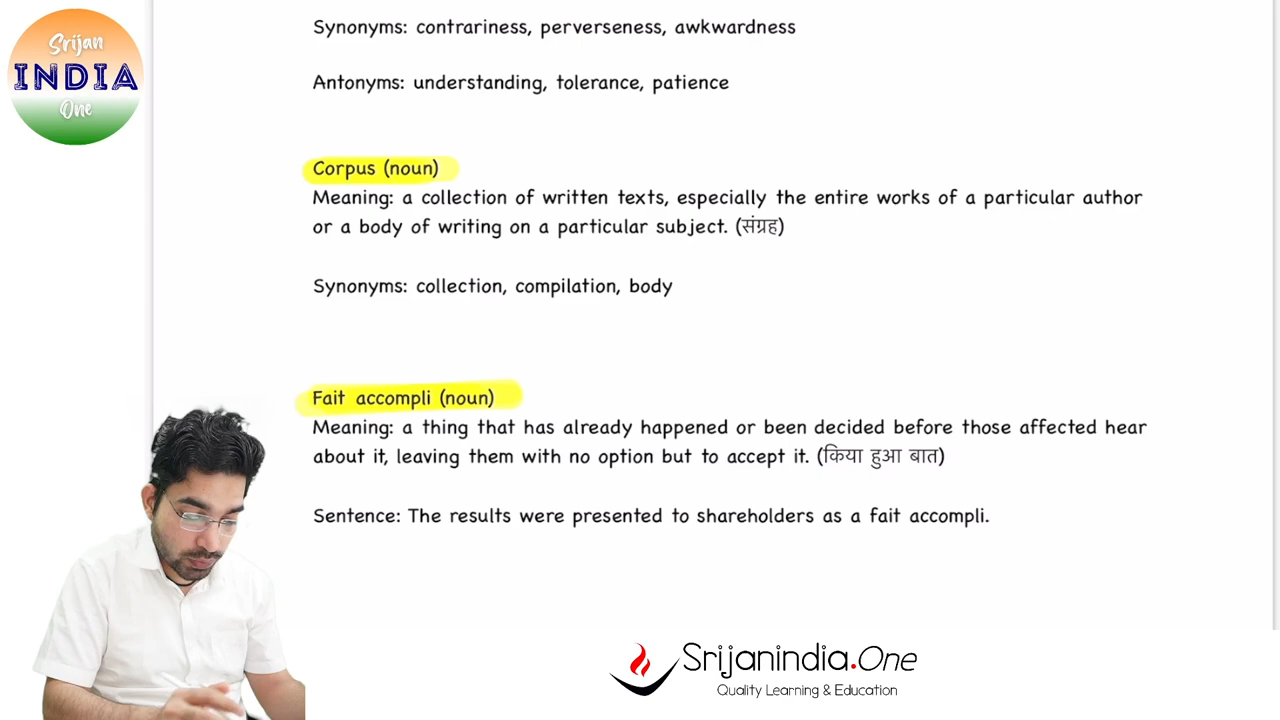 Srijan
INDIA
One
Synonyms: contrariness, perverseness, awkwardness
Antonyms: understanding, tolerance, patience
Corpus (noun)
Meaning: a collection of written texts, especially the entire works of a particular author
or a body of writing on a particular subject. (संग्रह)
Synonyms: collection, compilation, body
Fait accompli (noun)
Meaning: a thing that has already happened or been decided before those affected hear
about it, leaving them with no option but to accept it. (किया हुआ बात)
Sentence: The results were presented to shareholders as a fait accompli.
Srijanindia.One
Quality Learning & Education